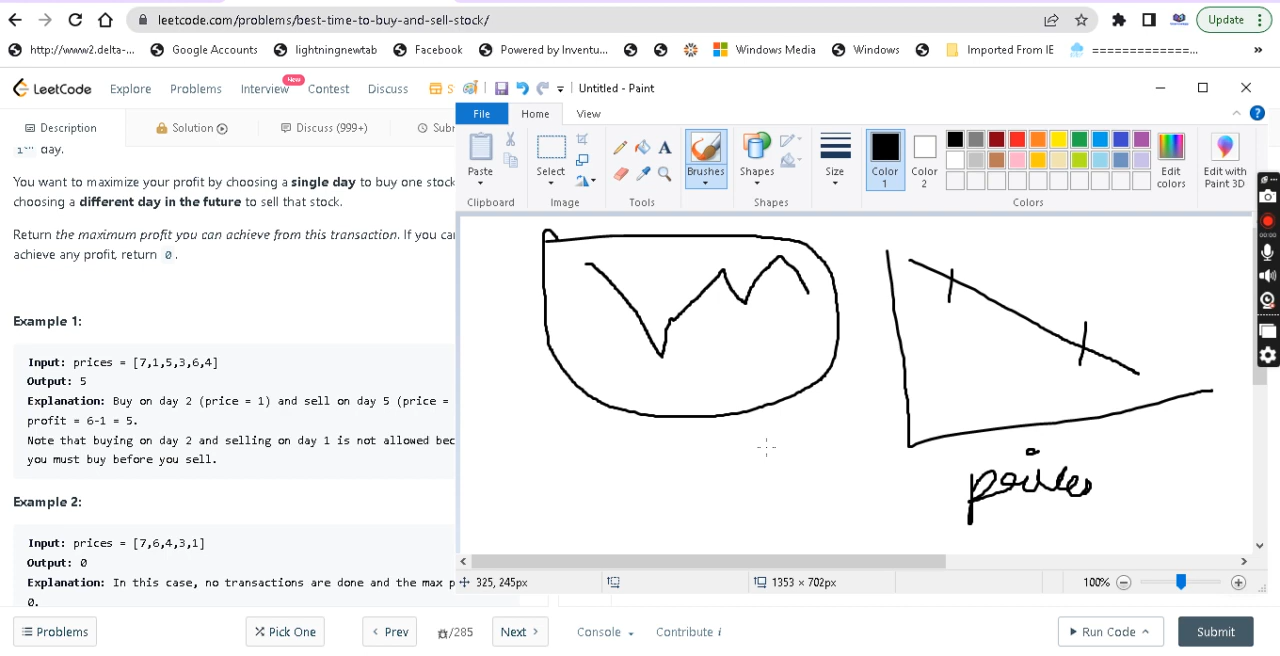 leetcode.com/problems/best-time-to-buy-and-sell-stock/
Update
http://www2.delta-... Google Accounts lightningnewtab Facebook Powered by Inventu... Windows Media Windows Imported From IE ==============... »
LeetCode Explore Problems Interview New Contest Discuss S
Untitled - Paint
File Home View
Description Solution Discuss (999+) Sub
Paste Select Brushes Shapes Size Color 1 Color 2 Edit colors Edit with Paint 3D
Clipboard Image Tools Shapes Colors
day.
You want to maximize your profit by choosing a single day to buy one stock
choosing a different day in the future to sell that stock.
Return the maximum profit you can achieve from this transaction. If you car
achieve any profit, return 0 .
Example 1:
Input: prices = [7,1,5,3,6,4]
Output: 5
Explanation: Buy on day 2 (price = 1) and sell on day 5 (price =
profit = 6-1 = 5.
Note that buying on day 2 and selling on day 1 is not allowed bec
you must buy before you sell.
prices
Example 2:
Input: prices = [7,6,4,3,1]
Output: 0
Explanation: In this case, no transactions are done and the max p
0.
325, 245px 1353 × 702px 100%
Problems Pick One Prev /285 Next Console Contribute i Run Code Submit
00:00